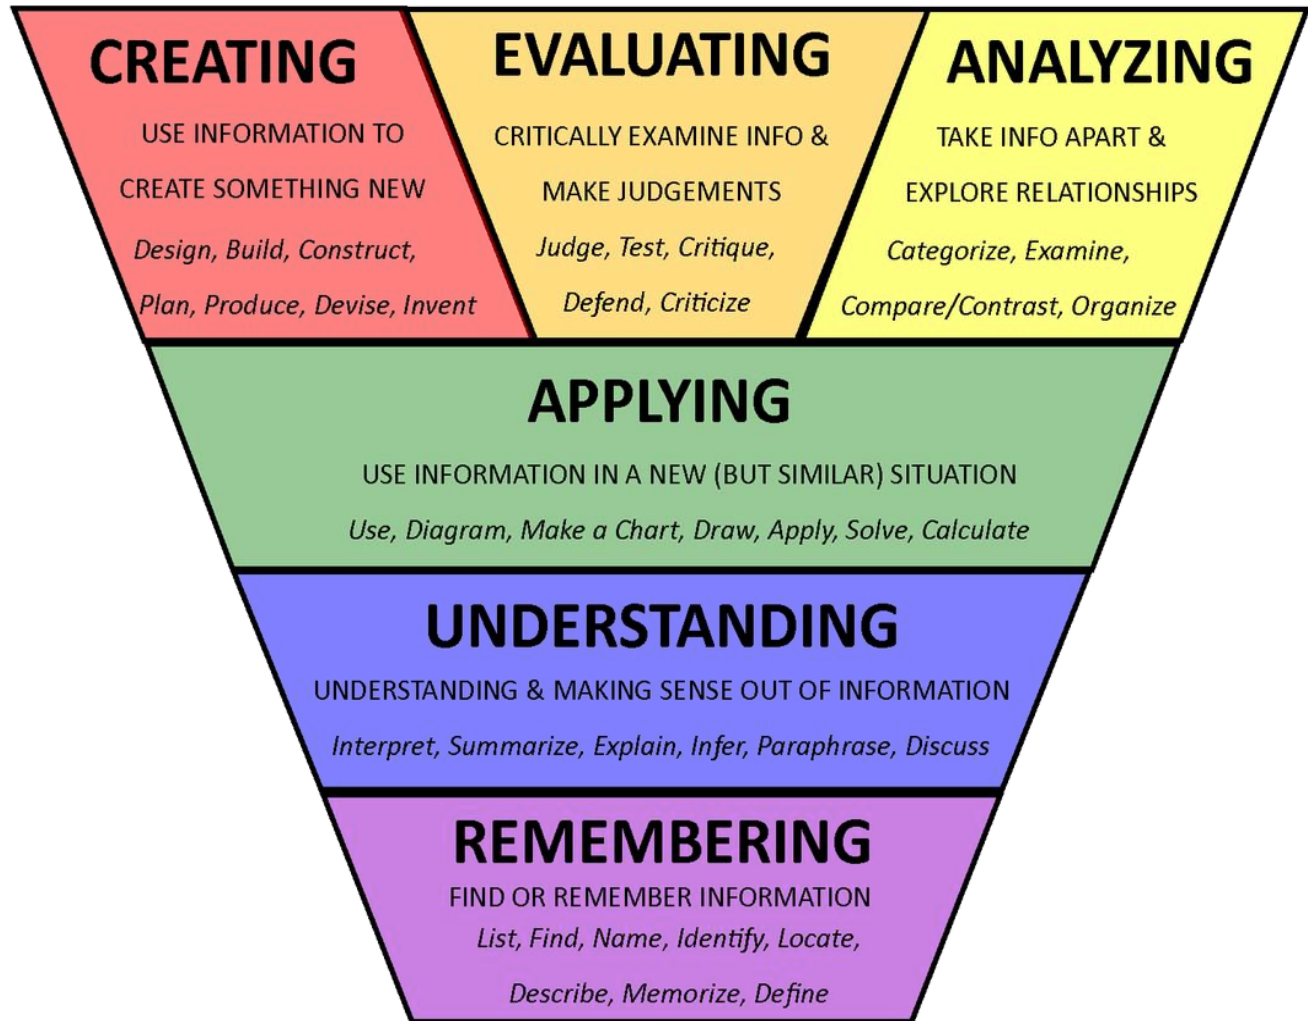 CREATING
USE INFORMATION TO
CREATE SOMETHING NEW
Design, Build, Construct,
Plan, Produce, Devise, Invent
EVALUATING
CRITICALLY EXAMINE INFO &
MAKE JUDGEMENTS
Judge, Test, Critique,
Defend, Criticize
ANALYZING
TAKE INFO APART &
EXPLORE RELATIONSHIPS
Categorize, Examine,
Compare/Contrast, Organize
APPLYING
USE INFORMATION IN A NEW (BUT SIMILAR) SITUATION
Use, Diagram, Make a Chart, Draw, Apply, Solve, Calculate
UNDERSTANDING
UNDERSTANDING & MAKING SENSE OUT OF INFORMATION
Interpret, Summarize, Explain, Infer, Paraphrase, Discuss
REMEMBERING
FIND OR REMEMBER INFORMATION
List, Find, Name, Identify, Locate,
Describe, Memorize, Define